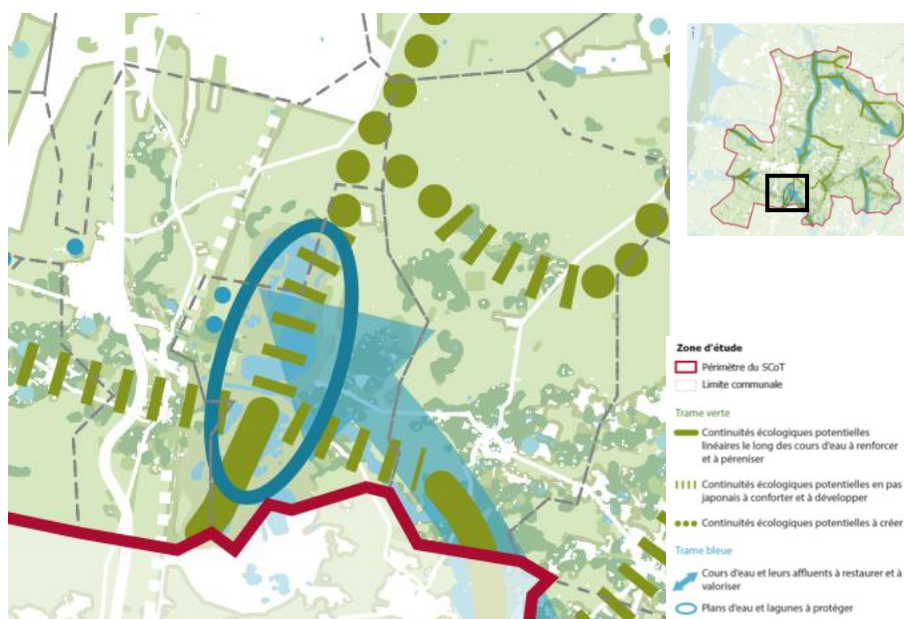 Zone d'étude
Périmètre du SCoT
Limite communale
Trame verte
Continuités écologiques potentielles
linéaires le long des cours d'eau à renforcer
et à péreniser
Continuités écologiques potentielles en pas
japonais à conforter et à développer
Continuités écologiques potentielles à créer
Trame bleue
Cours d'eau et leurs affluents à restaurer et à
valoriser
Plans d'eau et lagunes à protéger